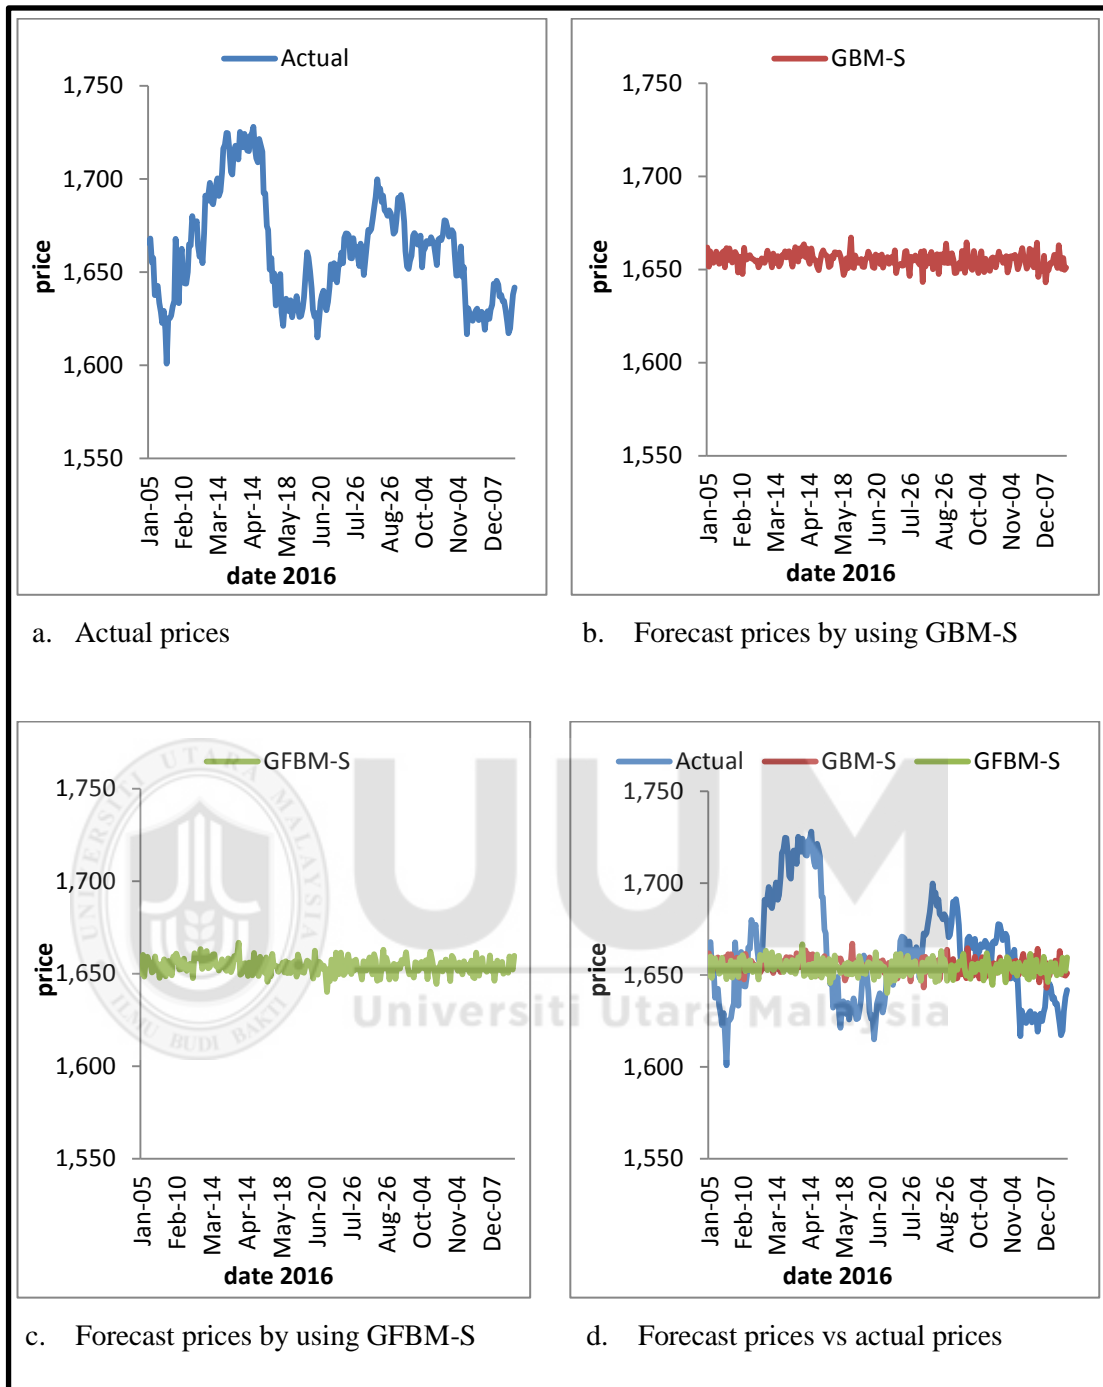 Actual
1,750
1,700
1,650
1,600
1,550
price
Jan-05
Feb-10
Mar-14
Apr-14
May-18
Jun-20
Jul-26
Aug-26
Oct-04
Nov-04
Dec-07
date 2016
a. Actual prices
GBM-S
1,750
1,700
1,650
1,600
1,550
price
Jan-05
Feb-10
Mar-14
Apr-14
May-18
Jun-20
Jul-26
Aug-26
Oct-04
Nov-04
Dec-07
date 2016
b. Forecast prices by using GBM-S
GFBM-S
1,750
1,700
1,650
1,600
1,550
price
Jan-05
Feb-10
Mar-14
Apr-14
May-18
Jun-20
Jul-26
Aug-26
Oct-04
Nov-04
Dec-07
date 2016
c. Forecast prices by using GFBM-S
Actual GBM-S GFBM-S
1,750
1,700
1,650
1,600
1,550
price
Jan-05
Feb-10
Mar-14
Apr-14
May-18
Jun-20
Jul-26
Aug-26
Oct-04
Nov-04
Dec-07
date 2016
d. Forecast prices vs actual prices
UNIVERSITI UTARA MALAYSIA
ILMU BUDI BAKTI
UUM
Universiti Utara Malaysia